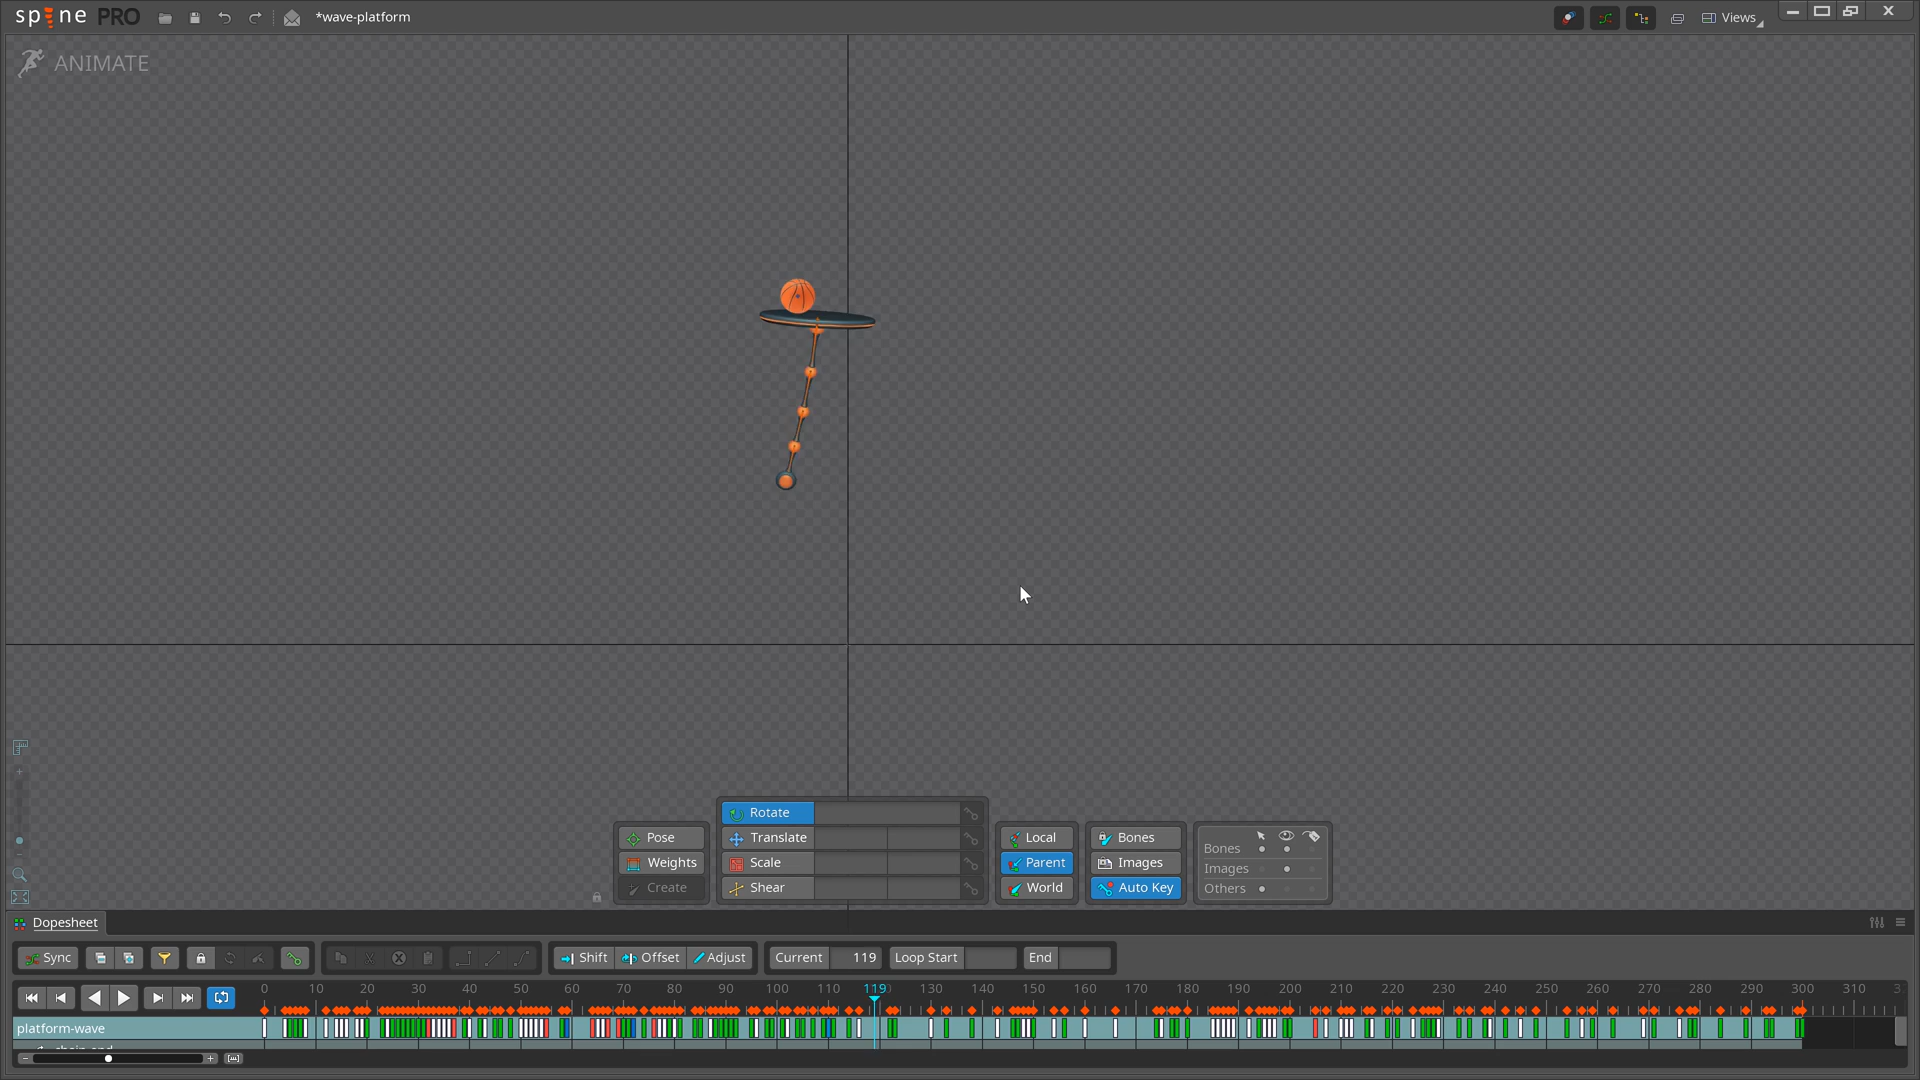 spine PRO
*wave-platform
Views
ANIMATE
Rotate
Pose
Translate
Local
Bones
Bones
Weights
Scale
Parent
Images
Images
Create
Shear
World
Auto Key
Others
Dopesheet
Sync
Shift
Offset
Adjust
Current
119
Loop Start
End
0 10 20 30 40 50 60 70 80 90 100 110 119 130 140 150 160 170 180 190 200 210 220 230 240 250 260 270 280 290 300 310
platform-wave